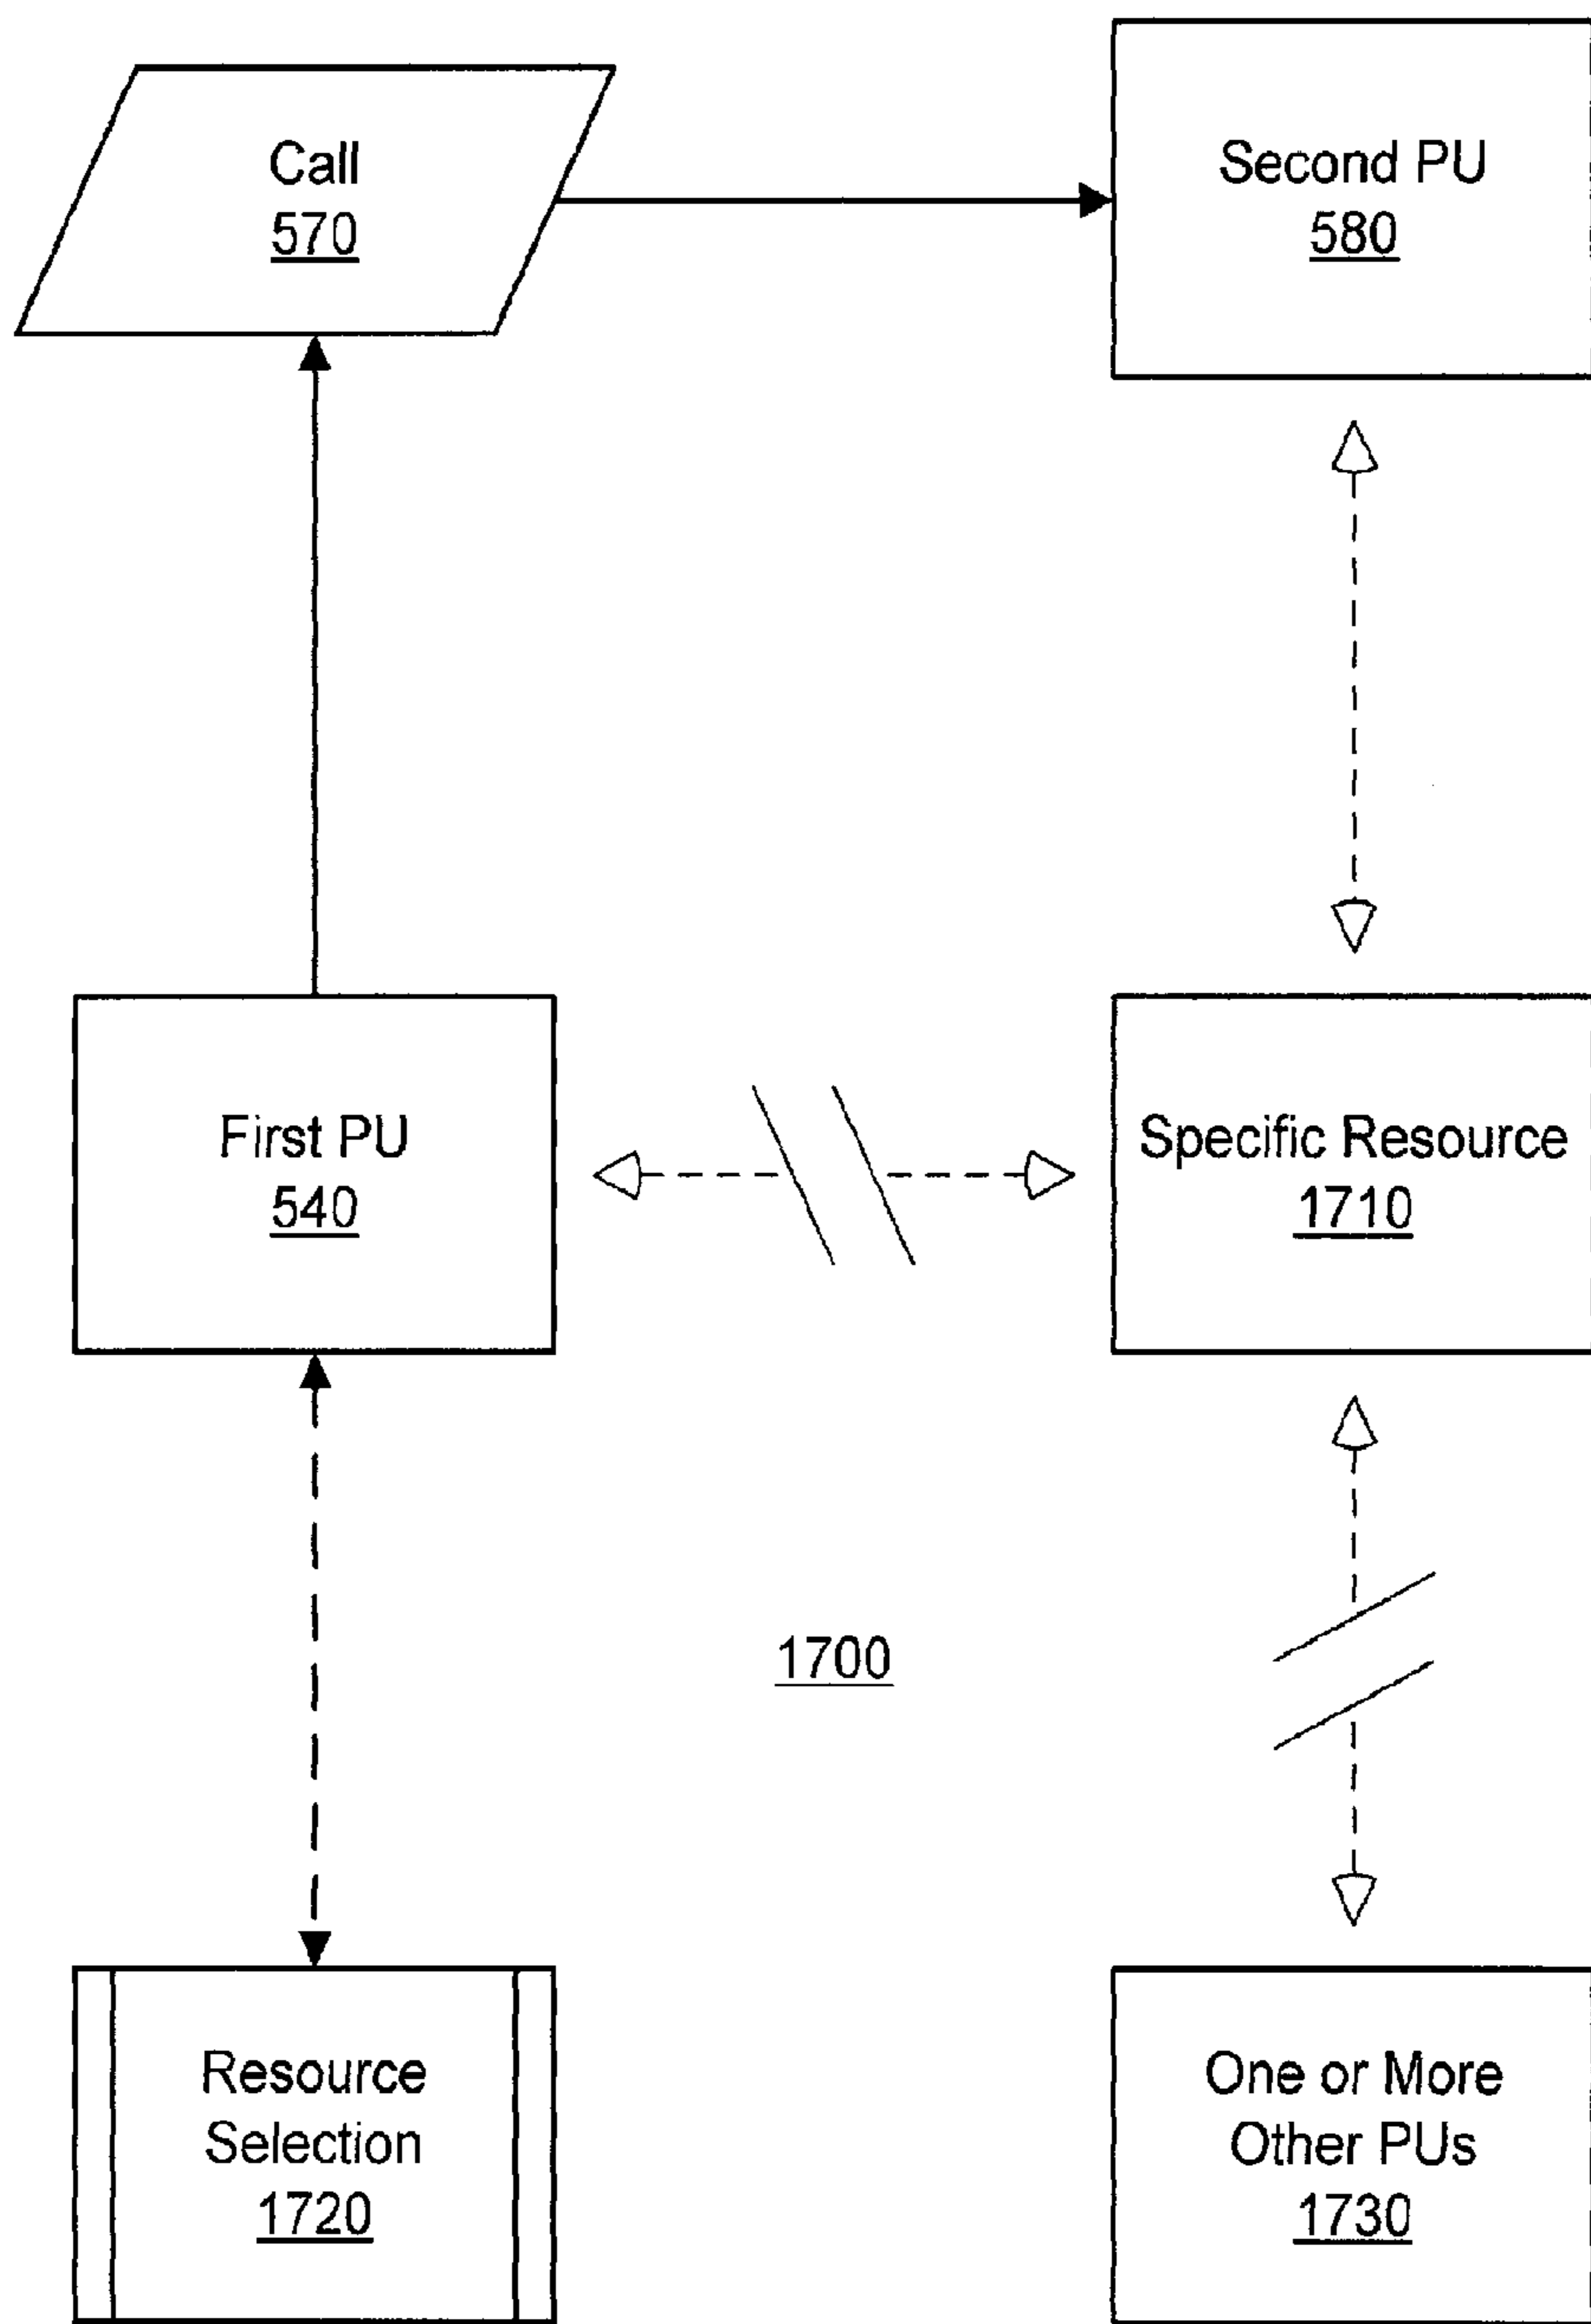 Call
570
Second PU
580
First PU
540
Specific Resource
1710
1700
Resource
Selection
1720
One or More
Other PUs
1730